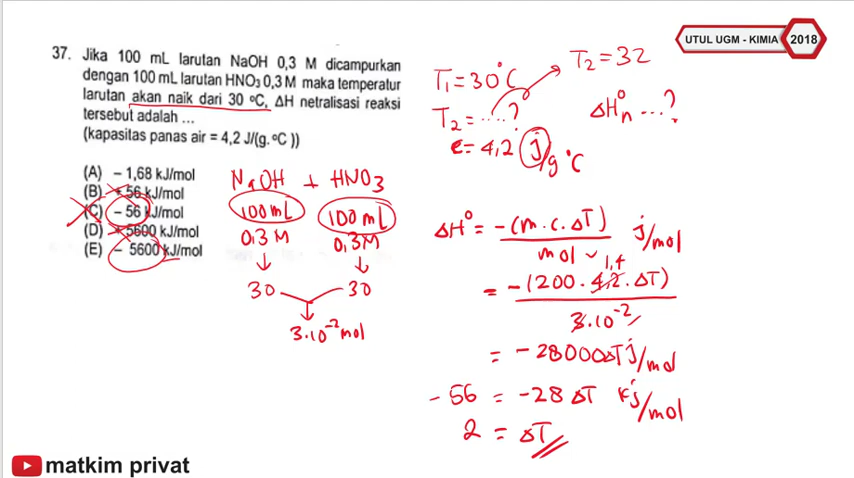 UTUL UGM - KIMIA 2018
37. Jika 100 mL larutan NaOH 0,3 M dicampurkan
dengan 100 mL larutan HNO3 0,3 M maka temperatur
larutan akan naik dari 30 °C, ΔH netralisasi reaksi
tersebut adalah ...
(kapasitas panas air = 4,2 J/(g.°C))
(A) – 1,68 kJ/mol
(B) + 56 kJ/mol
(C) – 56 kJ/mol
(D) + 5600 kJ/mol
(E) – 5600 kJ/mol
NaOH + HNO3
100 mL 100 mL
0.3 M 0.3M
↓ ↓
30 30
↓
3.10⁻² mol
T1 = 30°C T2 = 32
T2 = ....?
c = 4,2 j/g°C
ΔH°n ...?
ΔH° = -(m.c.ΔT) j/mol
mol
1,4
= -(200 . 4,2 . ΔT)
3.10⁻²
= - 28000ΔT j/mol
- 56 = -28 ΔT kj/mol
2 = ΔT
matkim privat